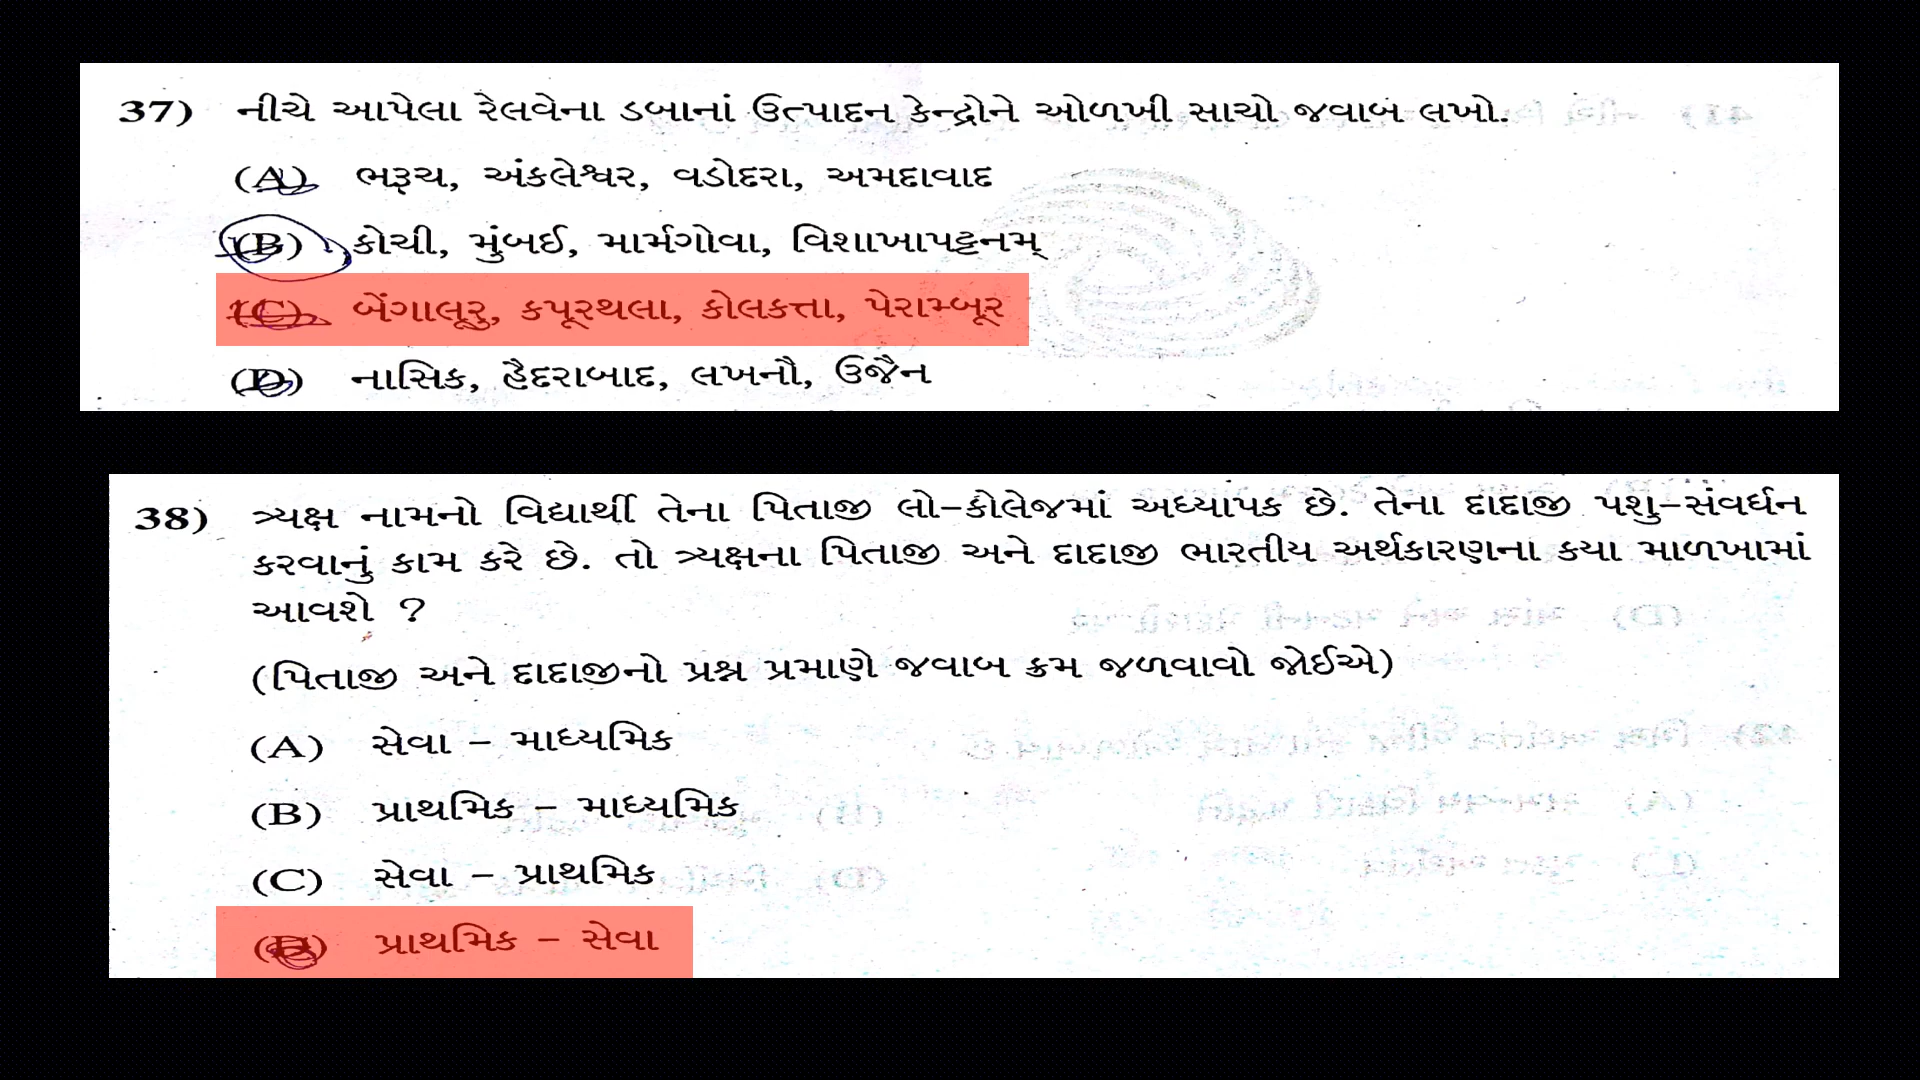 37) નીચે આપેલા રેલવેના ડબાનાં ઉત્પાદન કેન્દ્રોને ઓળખી સાચો જવાબ લખો.
(A) ભરૂચ, અંકલેશ્વર, વડોદરા, અમદાવાદ
(B) કોચી, મુંબઈ, માર્મગોવા, વિશાખાપટ્ટનમ્
(C) બેંગાલૂરુ, કપૂરથલા, કોલકત્તા, પેરામ્બૂર
(D) નાસિક, હૈદરાબાદ, લખનૌ, ઉજૈન
38) ત્ર્યક્ષ નામનો વિદ્યાર્થી તેના પિતાજી લો-કોલેજમાં અધ્યાપક છે. તેના દાદાજી પશુ-સંવર્ધન
કરવાનું કામ કરે છે. તો ત્ર્યક્ષના પિતાજી અને દાદાજી ભારતીય અર્થકારણના કયા માળખામાં
આવશે ?
(પિતાજી અને દાદાજીનો પ્રશ્ન પ્રમાણે જવાબ ક્રમ જળવાવો જોઈએ)
(A) સેવા – માધ્યમિક
(B) પ્રાથમિક – માધ્યમિક
(C) સેવા – પ્રાથમિક
(D) પ્રાથમિક – સેવા